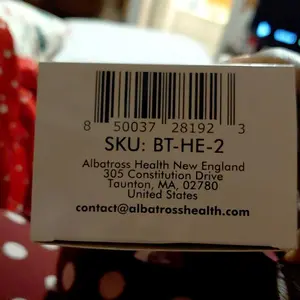 8 50037 28192 3
SKU: BT-HE-2
Albatross Health New England
305 Constitution Drive
Taunton, MA, 02780
United States
contact@albatrosshealth.com